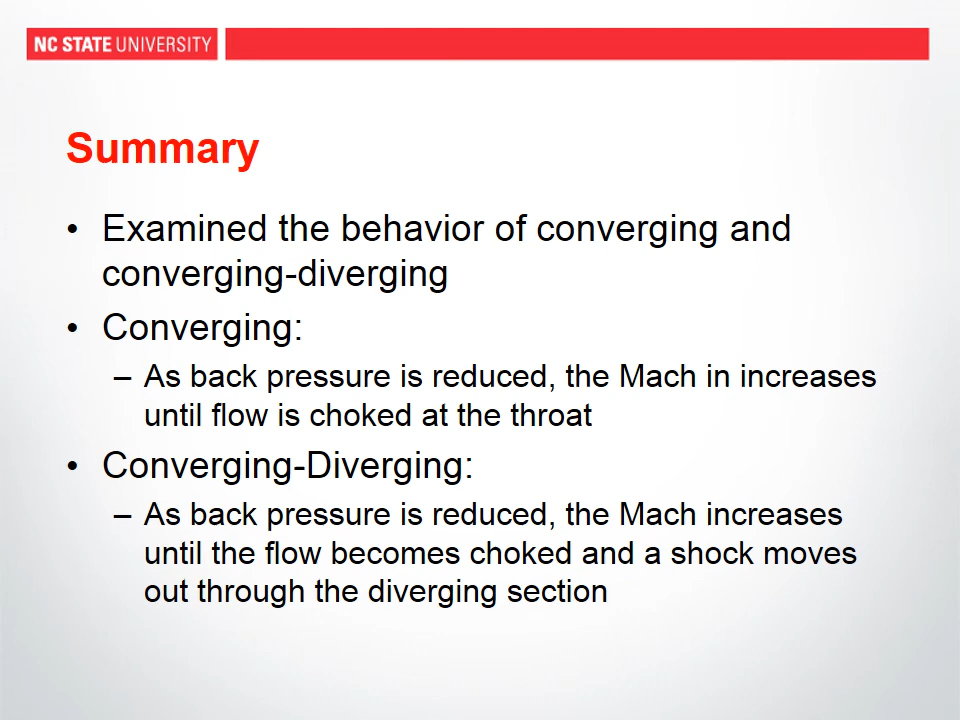 NC STATE UNIVERSITY
Summary
• Examined the behavior of converging and
converging-diverging
• Converging:
– As back pressure is reduced, the Mach in increases
until flow is choked at the throat
• Converging-Diverging:
– As back pressure is reduced, the Mach increases
until the flow becomes choked and a shock moves
out through the diverging section